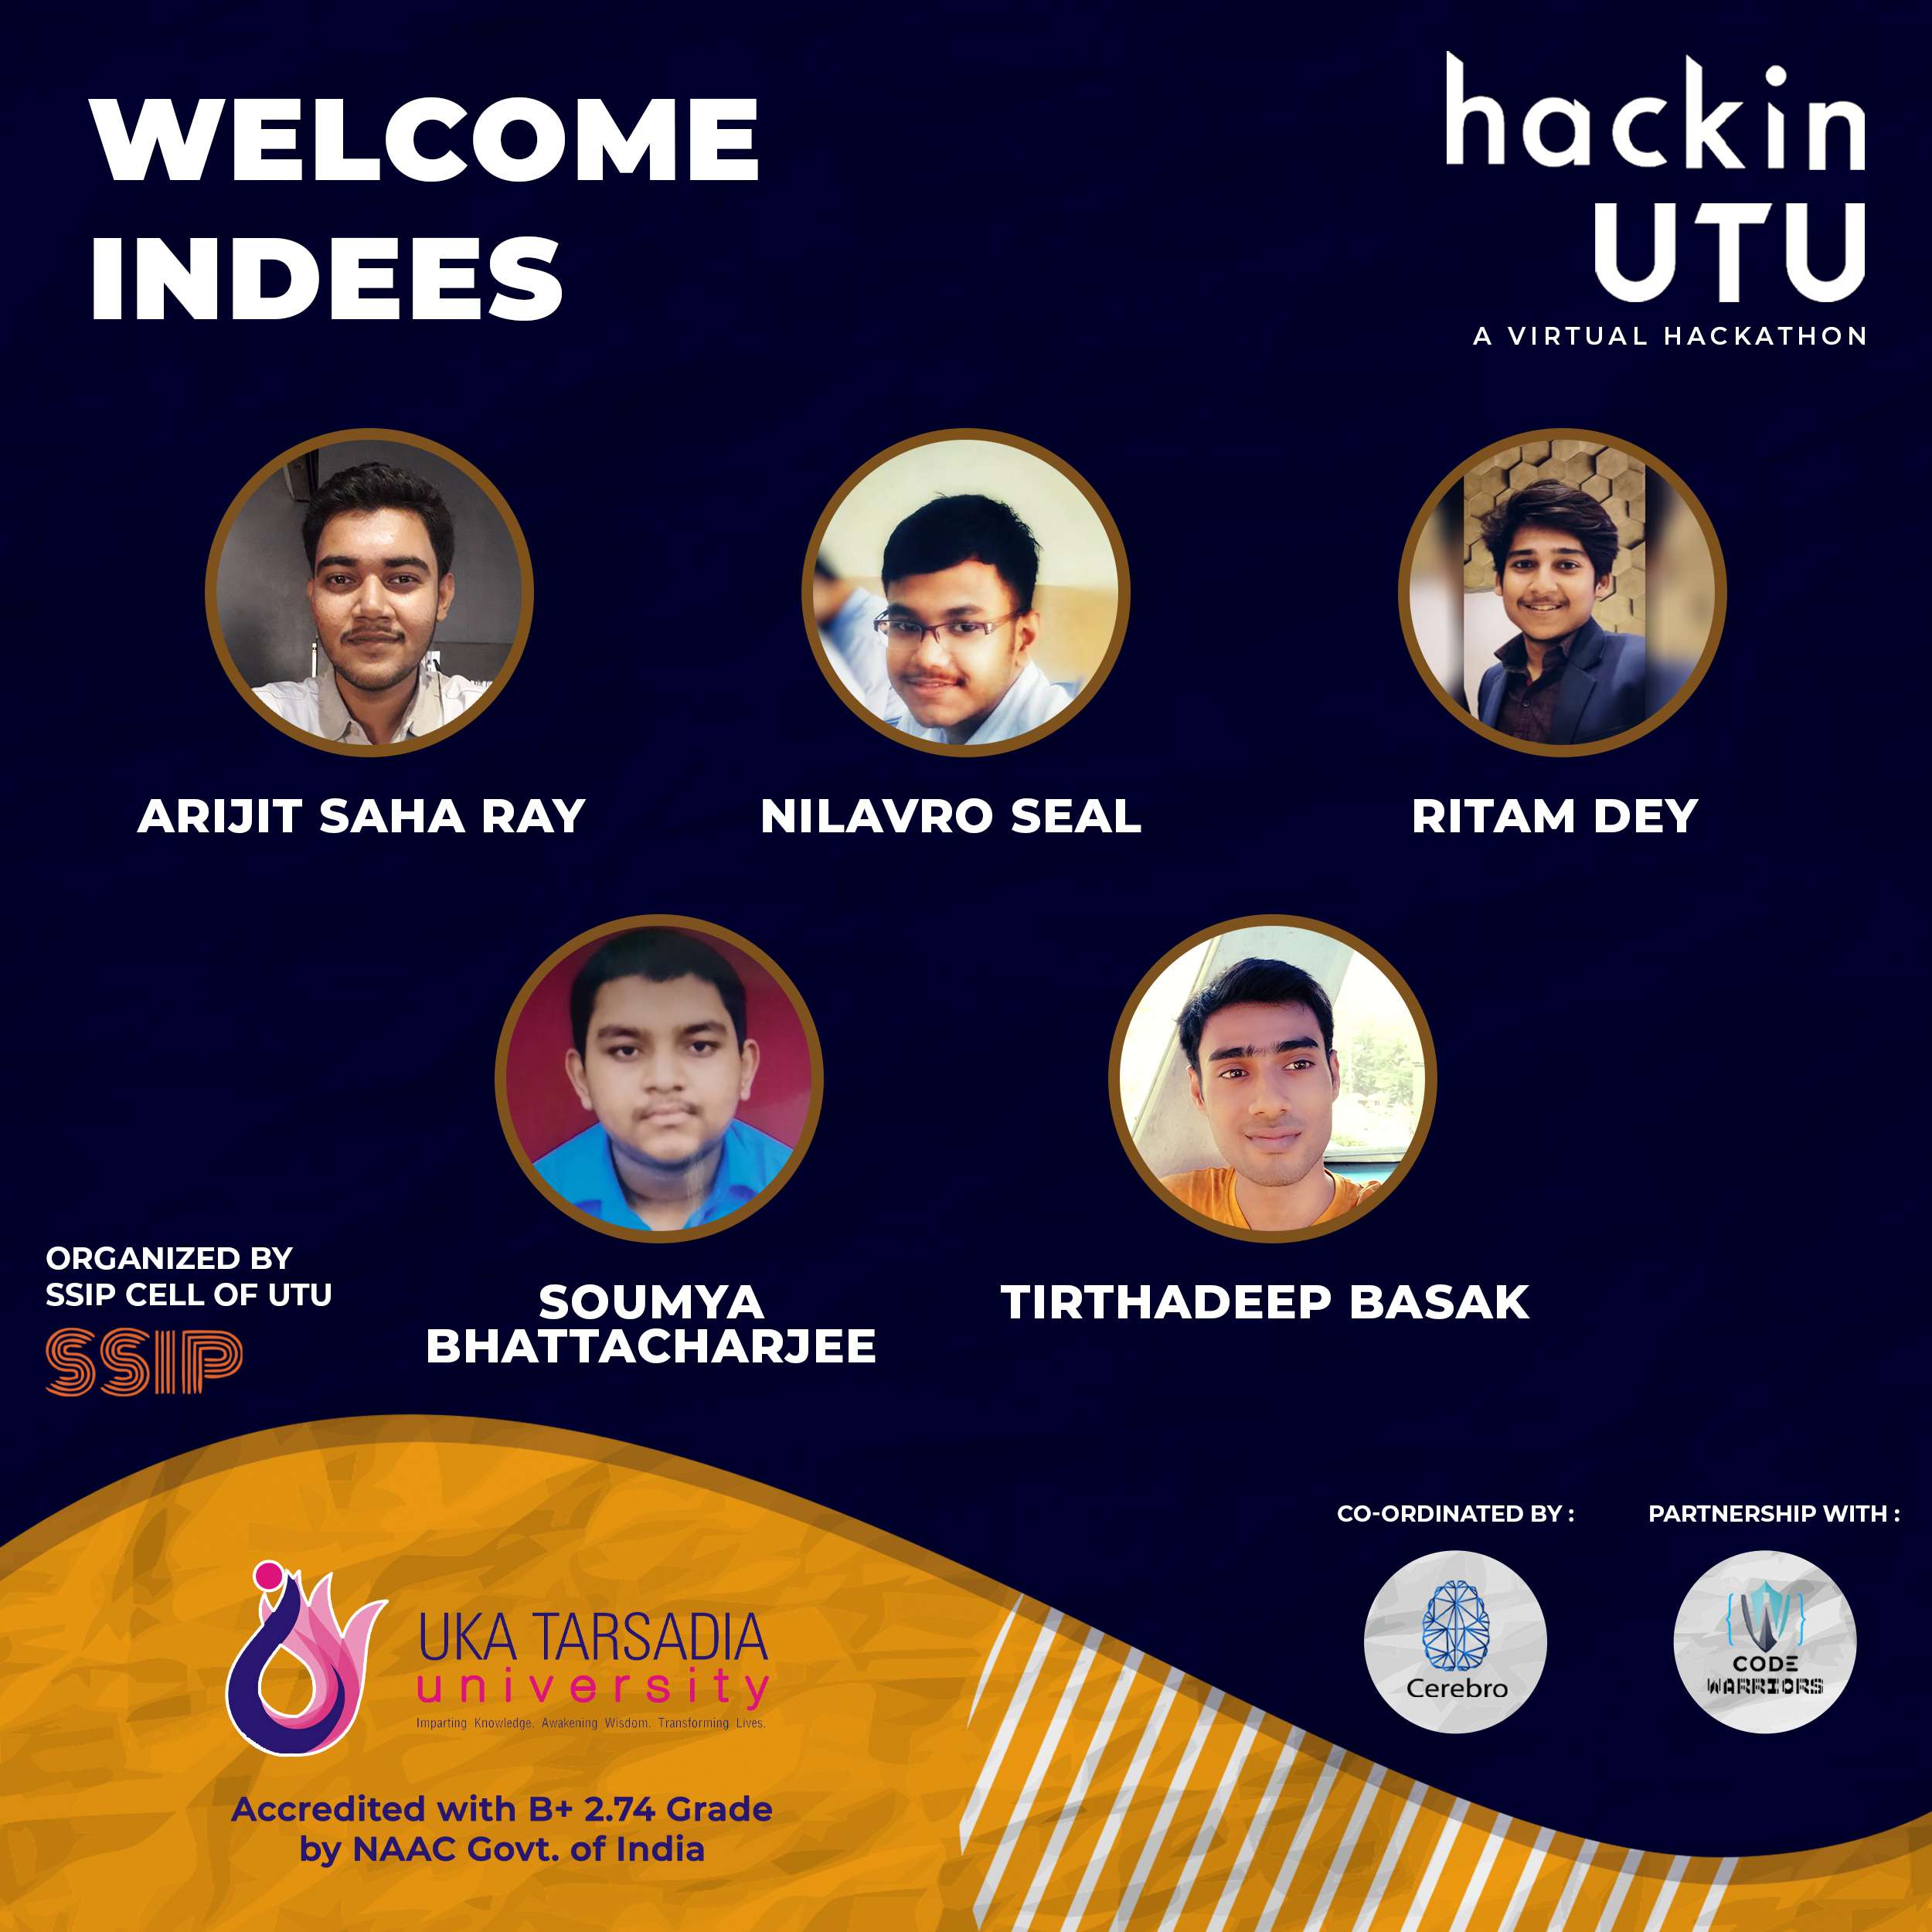 WELCOME
INDEES
hackin
UTU
A VIRTUAL HACKATHON
ARIJIT SAHA RAY
NILAVRO SEAL
RITAM DEY
SOUMYA
BHATTACHARJEE
TIRTHADEEP BASAK
ORGANIZED BY
SSIP CELL OF UTU
SSIP
UKA TARSADIA
university
Imparting Knowledge. Awakening Wisdom. Transforming Lives.
Accredited with B+ 2.74 Grade
by NAAC Govt. of India
CO-ORDINATED BY :
Cerebro
PARTNERSHIP WITH :
CODE
WARRIORS